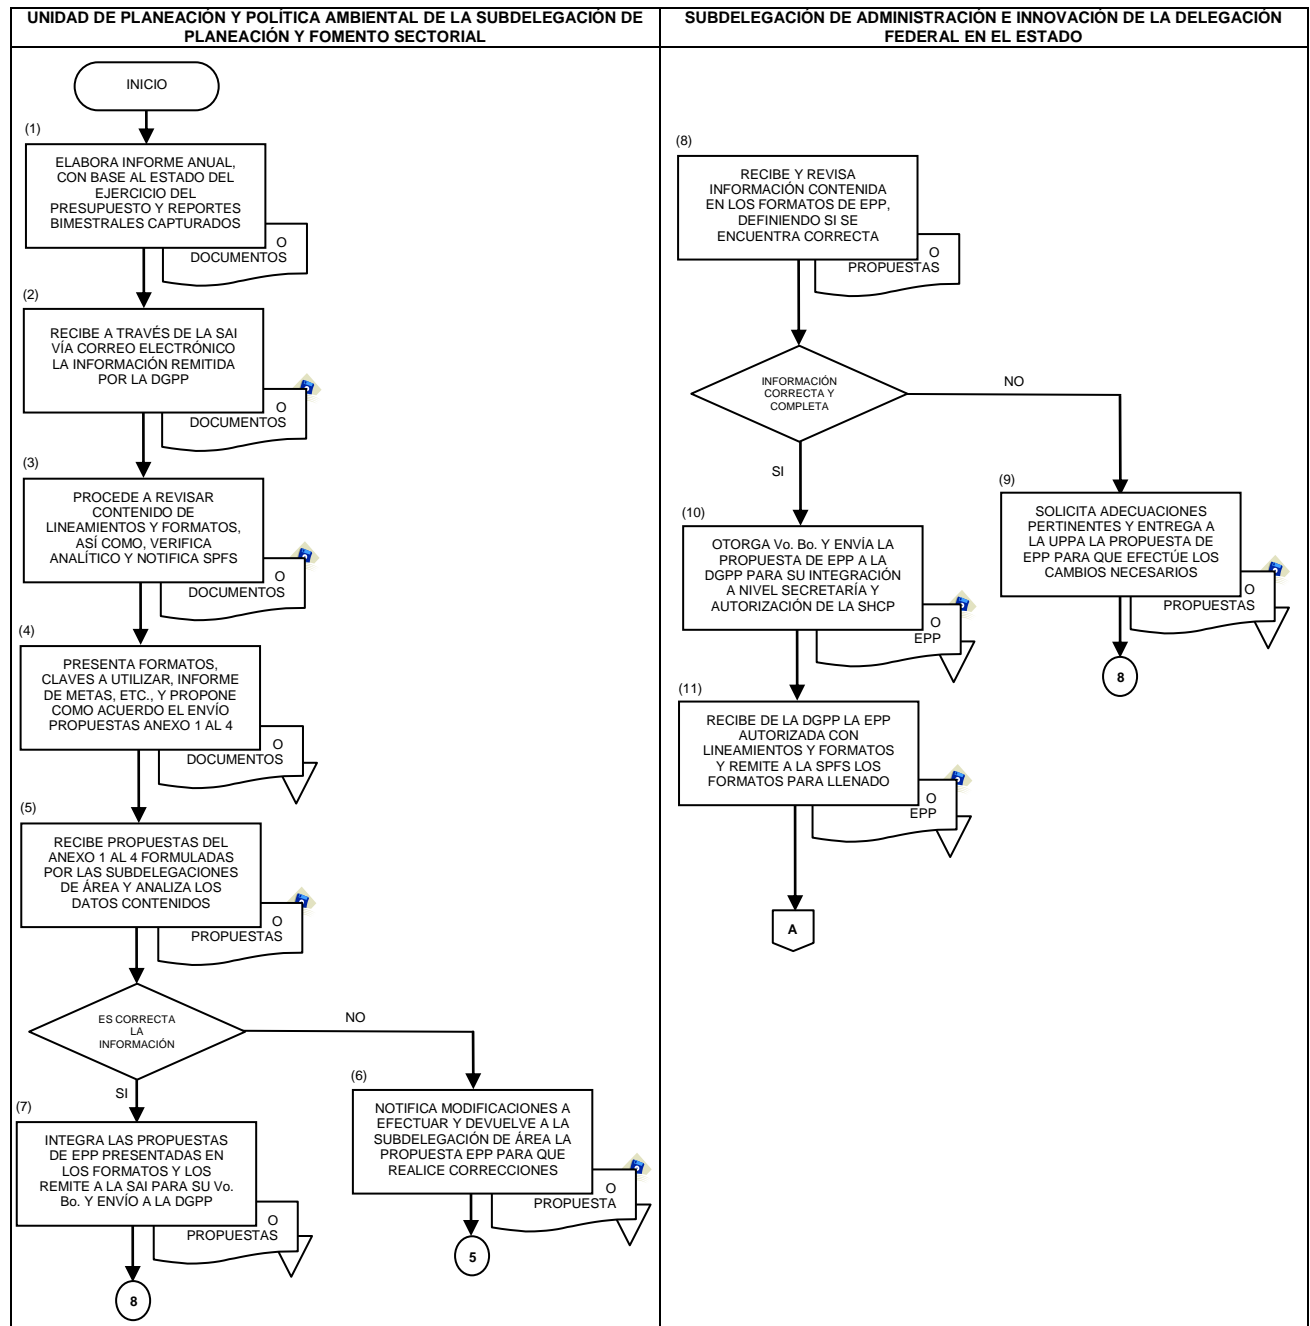 UNIDAD DE PLANEACIÓN Y POLÍTICA AMBIENTAL DE LA SUBDELEGACIÓN DE
PLANEACIÓN Y FOMENTO SECTORIAL
INICIO
(1)
ELABORA INFORME ANUAL,
CON BASE AL ESTADO DEL
EJERCICIO DEL
PRESUPUESTO Y REPORTES
BIMESTRALES CAPTURADOS
O
DOCUMENTOS
(2)
RECIBE A TRAVÉS DE LA SAI
VÍA CORREO ELECTRÓNICO
LA INFORMACIÓN REMITIDA
POR LA DGPP
O
DOCUMENTOS
(3)
PROCEDE A REVISAR
CONTENIDO DE
LINEAMIENTOS Y FORMATOS,
ASÍ COMO, VERIFICA
ANALÍTICO Y NOTIFICA SPFS
O
DOCUMENTOS
(4)
PRESENTA FORMATOS,
CLAVES A UTILIZAR, INFORME
DE METAS, ETC., Y PROPONE
COMO ACUERDO EL ENVÍO
PROPUESTAS ANEXO 1 AL 4
O
DOCUMENTOS
(5)
RECIBE PROPUESTAS DEL
ANEXO 1 AL 4 FORMULADAS
POR LAS SUBDELEGACIONES
DE ÁREA Y ANALIZA LOS
DATOS CONTENIDOS
O
PROPUESTAS
ES CORRECTA
LA
INFORMACIÓN
NO
SI
(6)
NOTIFICA MODIFICACIONES A
EFECTUAR Y DEVUELVE A LA
SUBDELEGACIÓN DE ÁREA LA
PROPUESTA EPP PARA QUE
REALICE CORRECCIONES
O
PROPUESTA
5
(7)
INTEGRA LAS PROPUESTAS
DE EPP PRESENTADAS EN
LOS FORMATOS Y LOS
REMITE A LA SAI PARA SU Vo.
Bo. Y ENVÍO A LA DGPP
O
PROPUESTAS
8
SUBDELEGACIÓN DE ADMINISTRACIÓN E INNOVACIÓN DE LA DELEGACIÓN
FEDERAL EN EL ESTADO
(8)
RECIBE Y REVISA
INFORMACIÓN CONTENIDA
EN LOS FORMATOS DE EPP,
DEFINIENDO SI SE
ENCUENTRA CORRECTA
O
PROPUESTAS
INFORMACIÓN
CORRECTA Y
COMPLETA
NO
SI
(9)
SOLICITA ADECUACIONES
PERTINENTES Y ENTREGA A
LA UPPA LA PROPUESTA DE
EPP PARA QUE EFECTÚE LOS
CAMBIOS NECESARIOS
O
PROPUESTAS
8
(10)
OTORGA Vo. Bo. Y ENVÍA LA
PROPUESTA DE EPP A LA
DGPP PARA SU INTEGRACIÓN
A NIVEL SECRETARÍA Y
AUTORIZACIÓN DE LA SHCP
O
EPP
(11)
RECIBE DE LA DGPP LA EPP
AUTORIZADA CON
LINEAMIENTOS Y FORMATOS
Y REMITE A LA SPFS LOS
FORMATOS PARA LLENADO
O
EPP
A